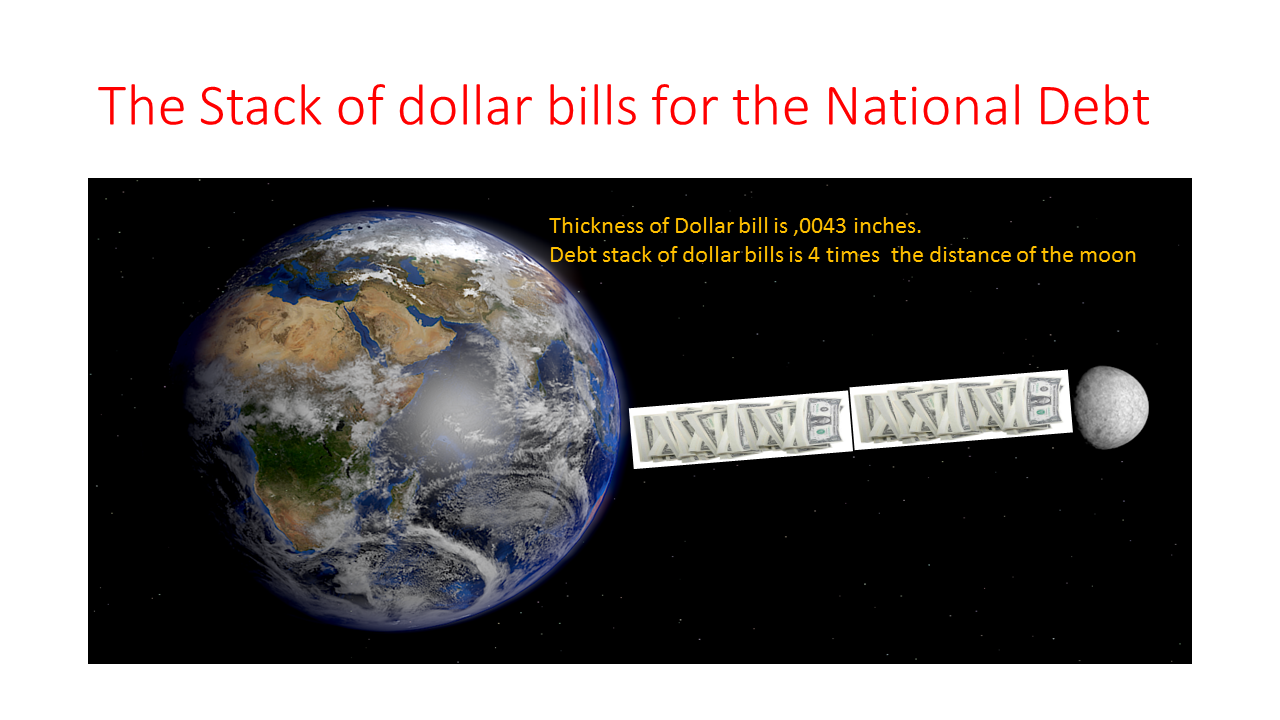 The Stack of dollar bills for the National Debt
Thickness of Dollar bill is ,0043 inches.
Debt stack of dollar bills is 4 times  the distance of the moon